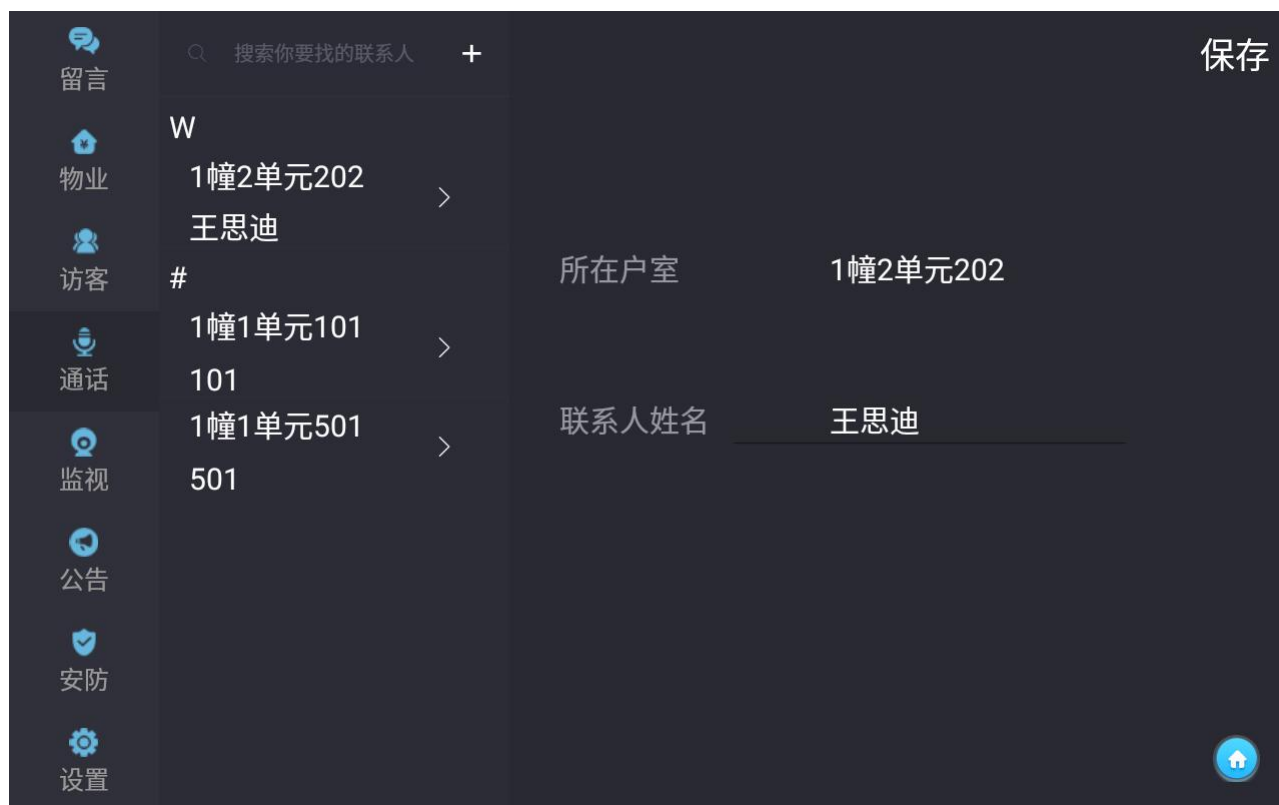 留言
物业
访客
通话
监视
公告
安防
设置
搜索你要找的联系人 +
W
1幢2单元202
王思迪
#
1幢1单元101
101
1幢1单元501
501
保存
所在户室 1幢2单元202
联系人姓名 王思迪